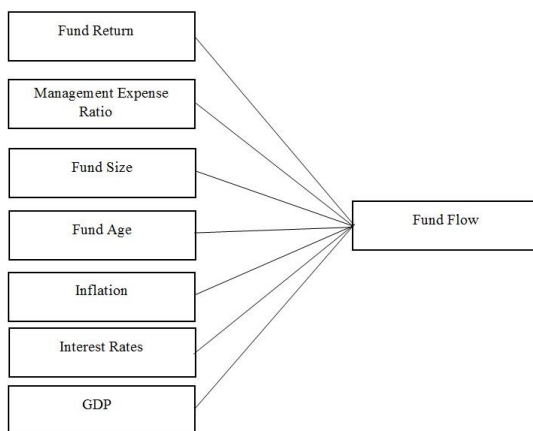 Fund Return
Management Expense
Ratio
Fund Size
Fund Age
Fund Flow
Inflation
Interest Rates
GDP